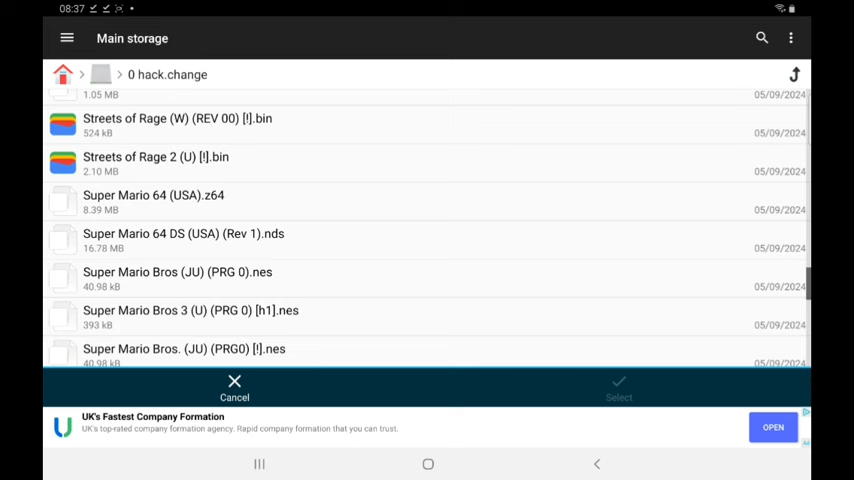 08:37
Main storage
0 hack.change
1.05 MB 05/09/2024
Streets of Rage (W) (REV 00) [!].bin
524 kB 05/09/2024
Streets of Rage 2 (U) [!].bin
2.10 MB 05/09/2024
Super Mario 64 (USA).z64
8.39 MB 05/09/2024
Super Mario 64 DS (USA) (Rev 1).nds
16.78 MB 05/09/2024
Super Mario Bros (JU) (PRG 0).nes
40.98 kB 05/09/2024
Super Mario Bros 3 (U) (PRG 0) [h1].nes
393 kB 05/09/2024
Super Mario Bros. (JU) (PRG0) [!].nes
40.98 kB 05/09/2024
Cancel Select
UK's Fastest Company Formation
UK's top-rated company formation agency. Rapid company formation that you can trust.
OPEN